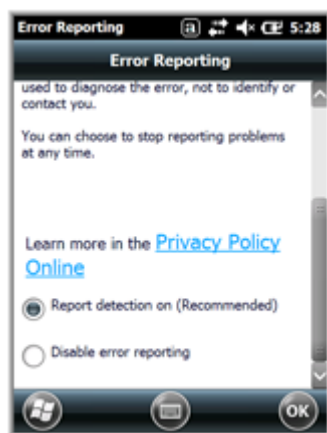 Error Reporting a 5:28
Error Reporting
used to diagnose the error, not to identify or
contact you.
You can choose to stop reporting problems
at any time.
Learn more in the Privacy Policy
Online
Report detection on (Recommended)
Disable error reporting
OK